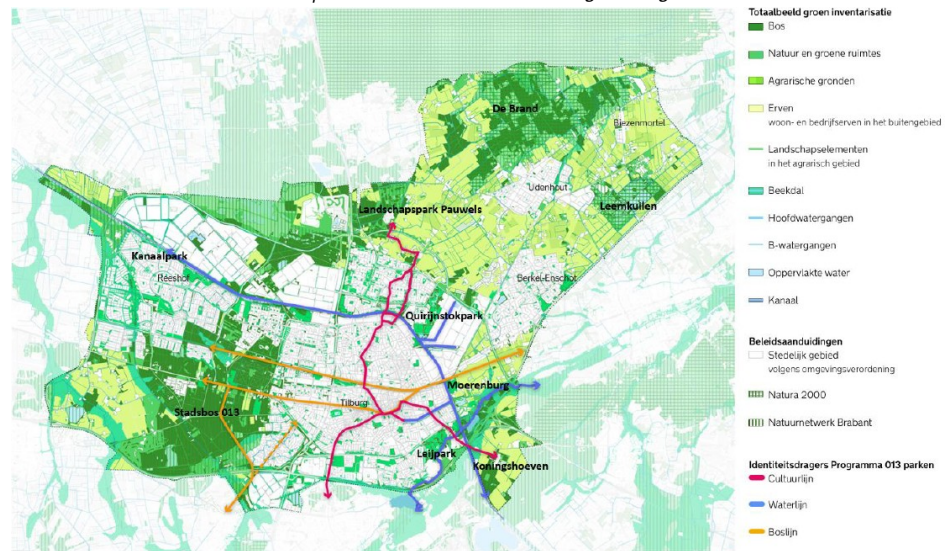 Totaalbeeld groen inventarisatie
Bos
Natuur en groene ruimtes
Agrarische gronden
Erven
woon- en bedrijfserven in het buitengebied
Landschapselementen
in het agrarisch gebied
Beekdal
Hoofdwatergangen
B-watergangen
Oppervlakte water
Kanaal
Beleidsaanduidingen
Stedelijk gebied
volgens omgevingsverordening
Natura 2000
Natuurnetwerk Brabant
Identiteitsdragers Programma 013 parken
Cultuurlijn
Waterlijn
Boslijn
De Brand
Biezenmortel
Udenhout
Leemkuilen
Landschapspark Pauwels
Kanaalpark
Reeshof
Berkel-Enschot
Quirijnstokpark
Moerenburg
Stadsbos 013
Tilburg
Leijpark
Koningshoeven